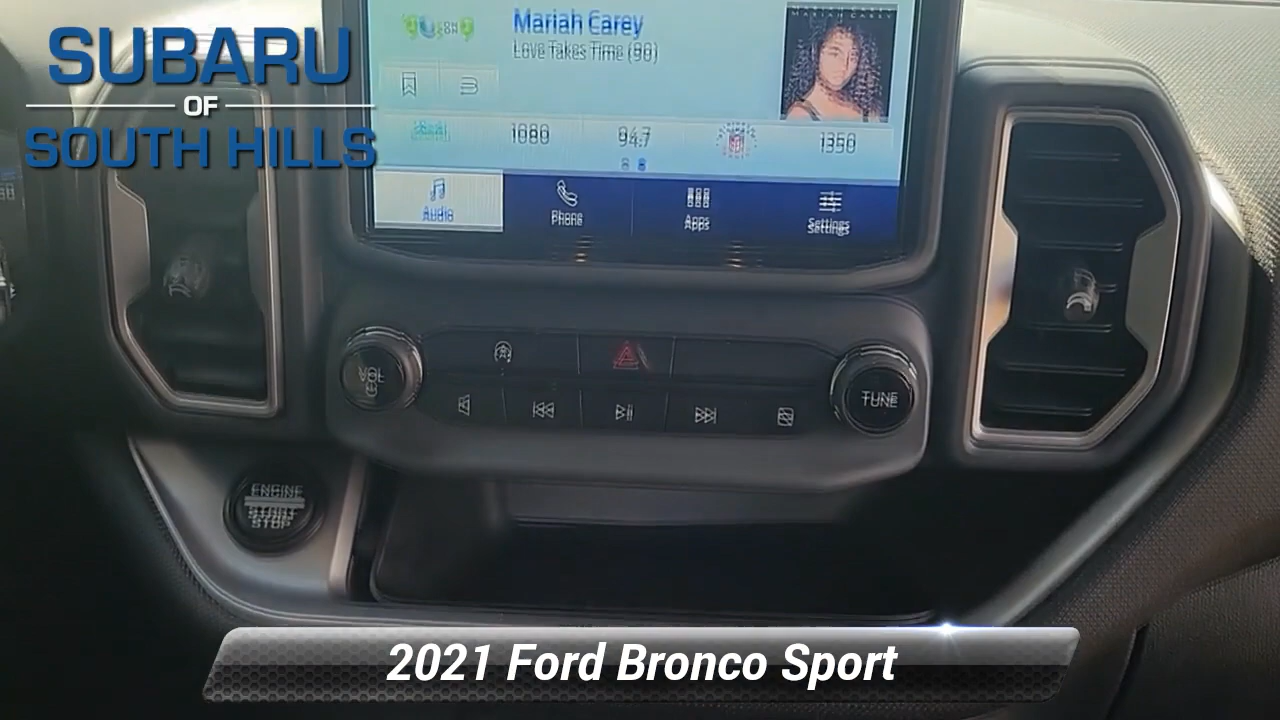 SUBARU
OF
SOUTH HILLS
Mariah Carey
Love Takes Time (90)
MARIAH CAREY
1080
94.7
1350
Audio
Phone
Apps
Settings
VOL
TUNE
ENGINE
START
STOP
2021 Ford Bronco Sport